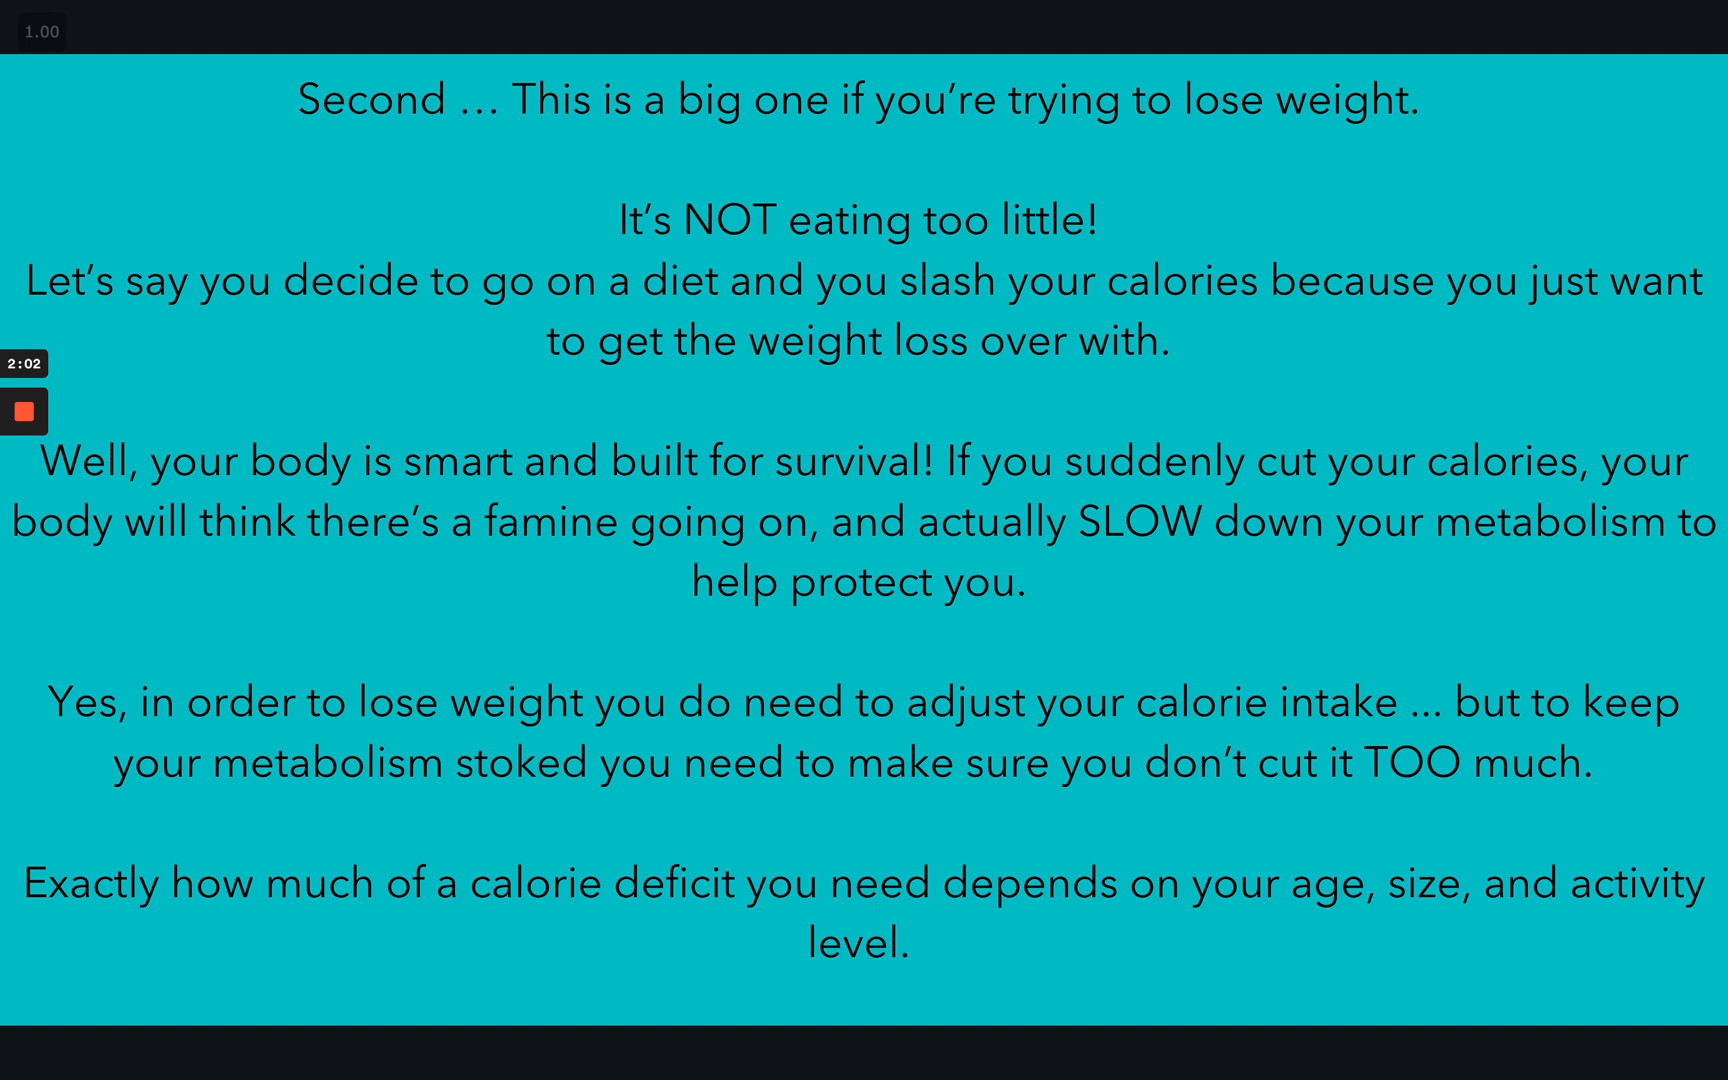 1.00
Second … This is a big one if you’re trying to lose weight.
It’s NOT eating too little!
Let’s say you decide to go on a diet and you slash your calories because you just want
to get the weight loss over with.
2:02
Well, your body is smart and built for survival! If you suddenly cut your calories, your
body will think there’s a famine going on, and actually SLOW down your metabolism to
help protect you.
Yes, in order to lose weight you do need to adjust your calorie intake ... but to keep
your metabolism stoked you need to make sure you don’t cut it TOO much.
Exactly how much of a calorie deficit you need depends on your age, size, and activity
level.